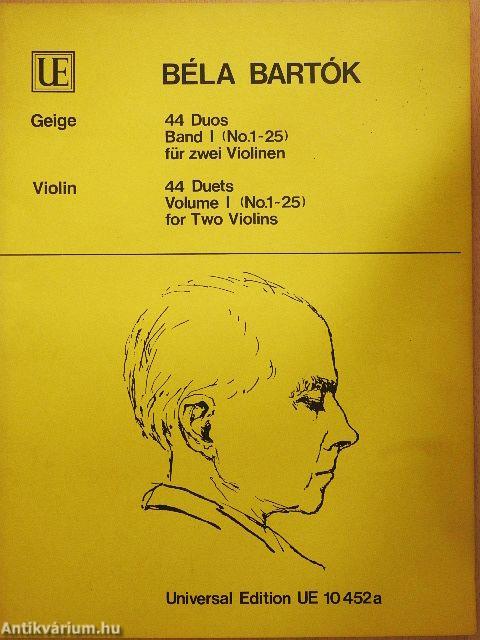 UE
BÉLA BARTÓK
Geige
44 Duos
Band I (No.1-25)
für zwei Violinen
Violin
44 Duets
Volume I (No.1-25)
for Two Violins
Universal Edition UE 10 452a
Antikvárium.hu